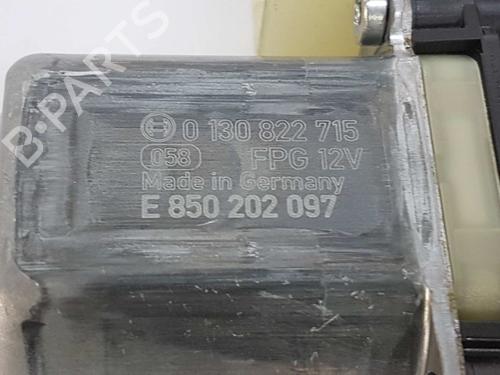 0 130 822 715
058 FPG 12V
Made in Germany
E 850 202 097
B-PARTS